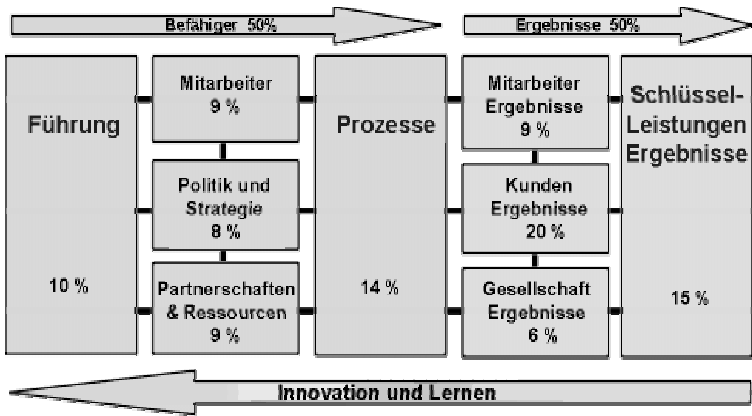 Befähiger 50%
Ergebnisse 50%
Führung
10 %
Mitarbeiter
9 %
Politik und
Strategie
8 %
Partnerschaften
& Ressourcen
9 %
Prozesse
14 %
Mitarbeiter
Ergebnisse
9 %
Kunden
Ergebnisse
20 %
Gesellschaft
Ergebnisse
6 %
Schlüssel-
Leistungen
Ergebnisse
15 %
Innovation und Lernen